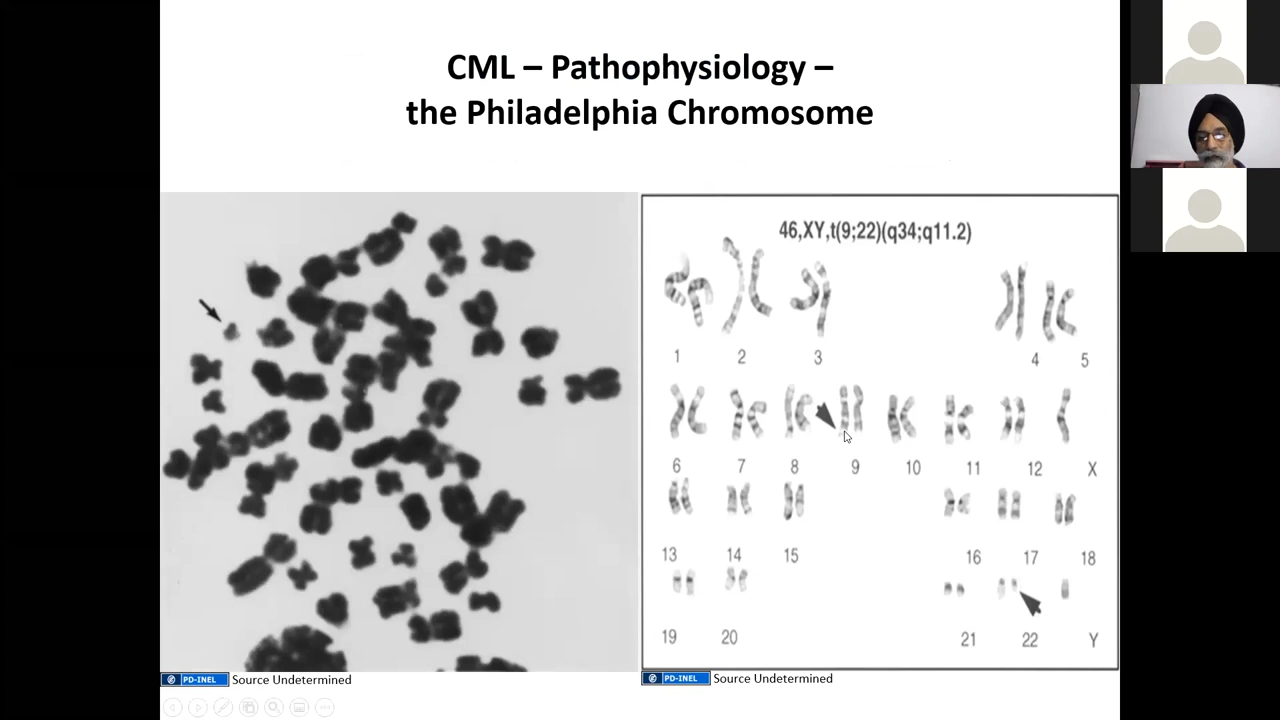 CML – Pathophysiology –
the Philadelphia Chromosome
46,XY,t(9;22)(q34;q11.2)
1 2 3 4 5
6 7 8 9 10 11 12 X
13 14 15 16 17 18
19 20 21 22 Y
PD-INEL Source Undetermined
PD-INEL Source Undetermined